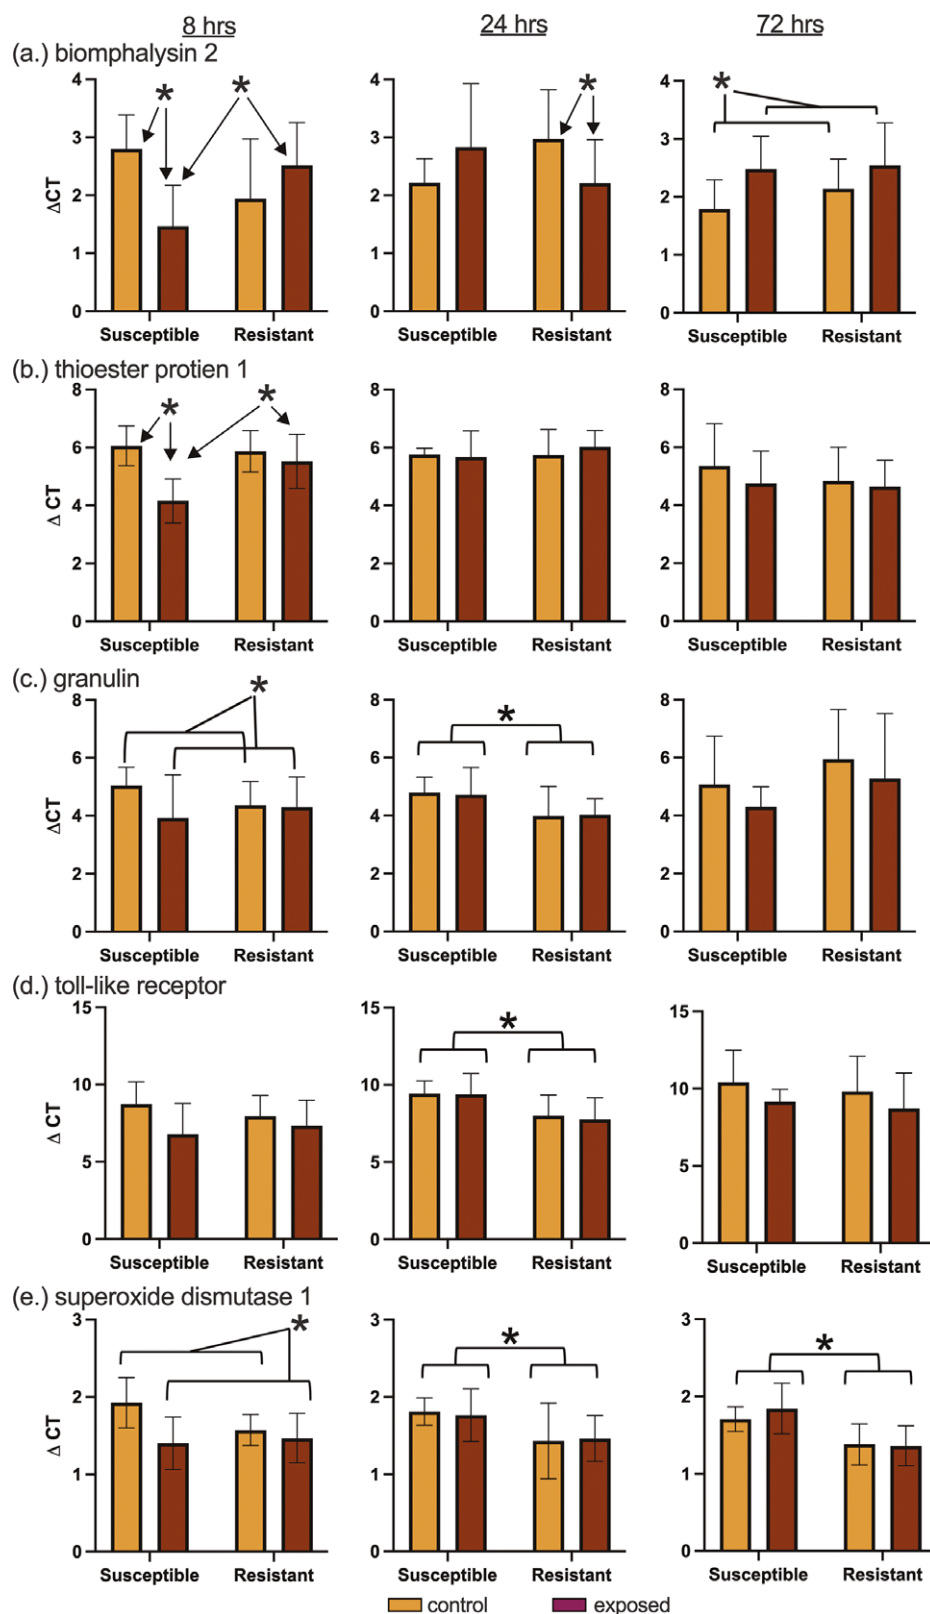 8 hrs 24 hrs 72 hrs
(a.) biomphalysin 2
* * * *
4 4 4
3 3 3
ΔCT
2 2 2
1 1 1
0 0 0
Susceptible Resistant Susceptible Resistant Susceptible Resistant
(b.) thioester protien 1
* *
8 8 8
6 6 6
Δ CT
4 4 4
2 2 2
0 0 0
Susceptible Resistant Susceptible Resistant Susceptible Resistant
(c.) granulin
* *
8 8 8
6 6 6
ΔCT
4 4 4
2 2 2
0 0 0
Susceptible Resistant Susceptible Resistant Susceptible Resistant
(d.) toll-like receptor
*
15 15 15
10 10 10
Δ CT
5 5 5
0 0 0
Susceptible Resistant Susceptible Resistant Susceptible Resistant
(e.) superoxide dismutase 1
* * *
3 3 3
2 2 2
Δ CT
1 1 1
0 0 0
Susceptible Resistant Susceptible Resistant Susceptible Resistant
control exposed